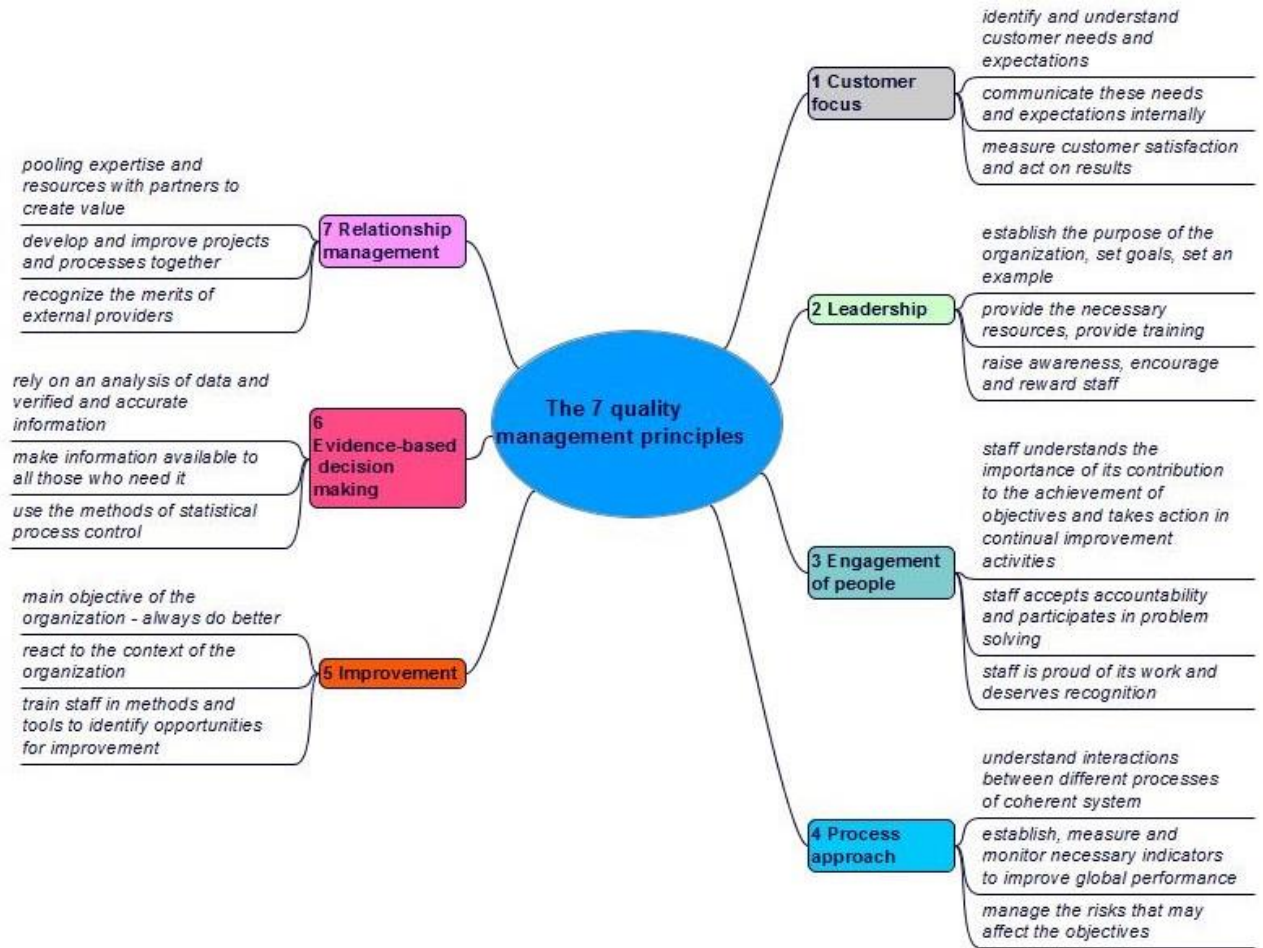 The 7 quality
management principles
1 Customer
focus
identify and understand
customer needs and
expectations
communicate these needs
and expectations internally
measure customer satisfaction
and act on results
2 Leadership
establish the purpose of the
organization, set goals, set an
example
provide the necessary
resources, provide training
raise awareness, encourage
and reward staff
3 Engagement
of people
staff understands the
importance of its contribution
to the achievement of
objectives and takes action in
continual improvement
activities
staff accepts accountability
and participates in problem
solving
staff is proud of its work and
deserves recognition
4 Process
approach
understand interactions
between different processes
of coherent system
establish, measure and
monitor necessary indicators
to improve global performance
manage the risks that may
affect the objectives
5 Improvement
main objective of the
organization - always do better
react to the context of the
organization
train staff in methods and
tools to identify opportunities
for improvement
6
Evidence-based
decision
making
rely on an analysis of data and
verified and accurate
information
make information available to
all those who need it
use the methods of statistical
process control
7 Relationship
management
pooling expertise and
resources with partners to
create value
develop and improve projects
and processes together
recognize the merits of
external providers